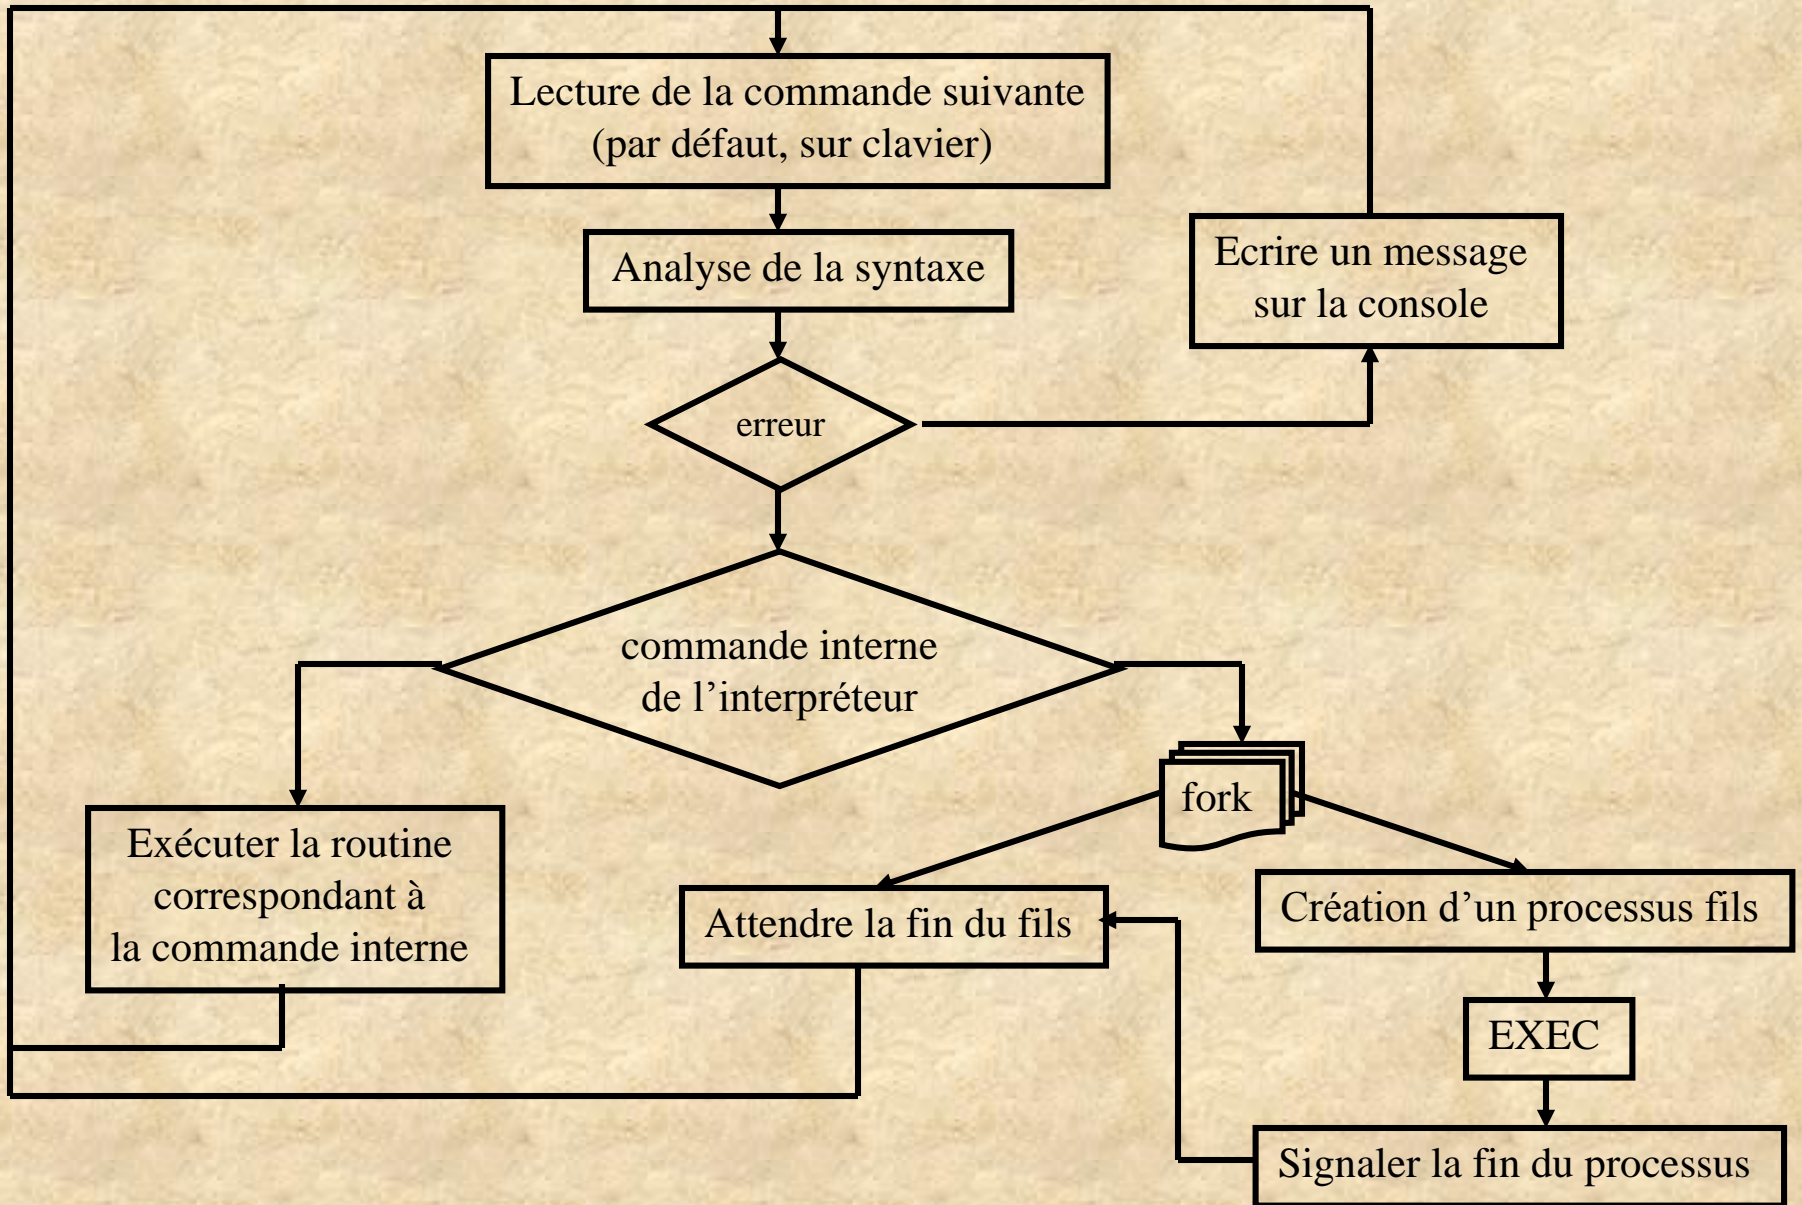 Lecture de la commande suivante
(par défaut, sur clavier)
Analyse de la syntaxe
Ecrire un message
sur la console
erreur
commande interne
de l’interpréteur
fork
Exécuter la routine
correspondant à
la commande interne
Attendre la fin du fils
Création d’un processus fils
EXEC
Signaler la fin du processus